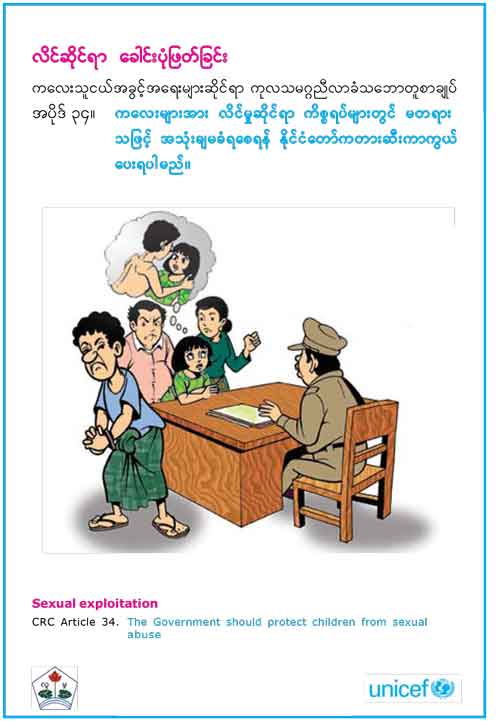 လိင်ဆိုင်ရာ ခေါင်းပုံဖြတ်ခြင်း
ကလေးသူငယ်အခွင့်အရေးများဆိုင်ရာ ကုလသမဂ္ဂညီလာခံသဘောတူစာချုပ်
အပိုဒ် ၃၄။ ကလေးများအား လိင်မှုဆိုင်ရာ ကိစ္စရပ်များတွင် မတရား
သဖြင့် အသုံးချမခံရစေရန် နိုင်ငံတော်ကတားဆီးကာကွယ်
ပေးရပါမည်။
Sexual exploitation
CRC Article 34. The Government should protect children from sexual
abuse
unicef